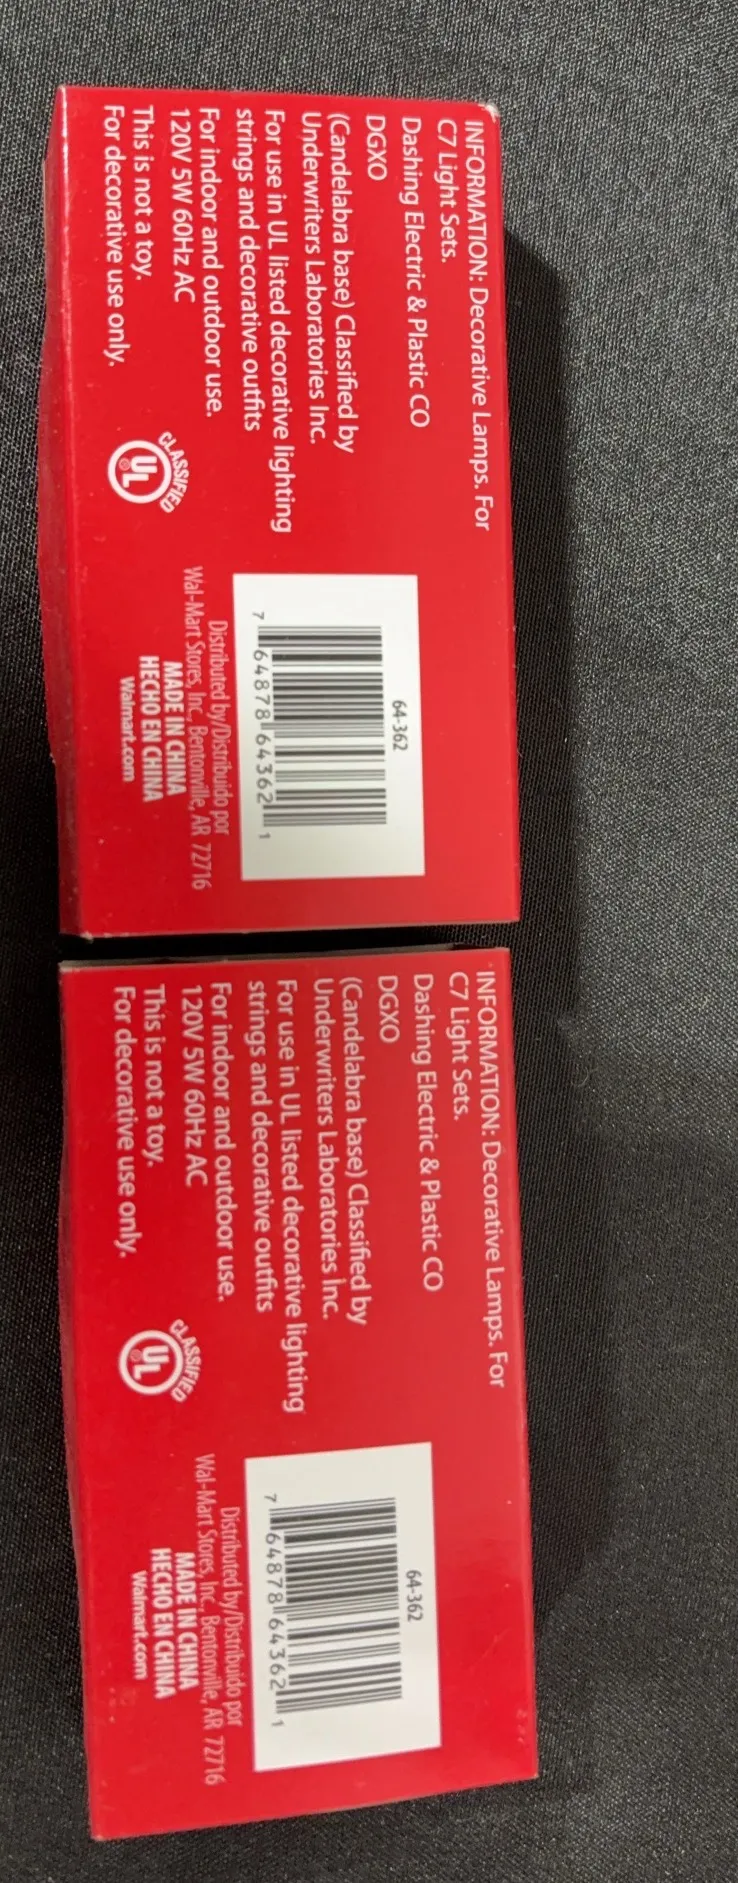 INFORMATION: Decorative Lamps. For
C7 Light Sets.
Dashing Electric & Plastic CO
DGXO
(Candelabra base) Classified by
Underwriters Laboratories Inc.
For use in UL listed decorative lighting
strings and decorative outfits
For indoor and outdoor use.
120V 5W 60Hz AC
This is not a toy.
For decorative use only.
CLASSIFIED
UL
64-362
7 64878 64362 1
Distributed by/Distribuido por
Wal-Mart Stores, Inc., Bentonville, AR 72716
MADE IN CHINA
HECHO EN CHINA
Walmart.com
INFORMATION: Decorative Lamps. For
C7 Light Sets.
Dashing Electric & Plastic CO
DGXO
(Candelabra base) Classified by
Underwriters Laboratories Inc.
For use in UL listed decorative lighting
strings and decorative outfits
For indoor and outdoor use.
120V 5W 60Hz AC
This is not a toy.
For decorative use only.
CLASSIFIED
UL
64-362
7 64878 64362 1
Distributed by/Distribuido por
Wal-Mart Stores, Inc., Bentonville, AR 72716
MADE IN CHINA
HECHO EN CHINA
Walmart.com